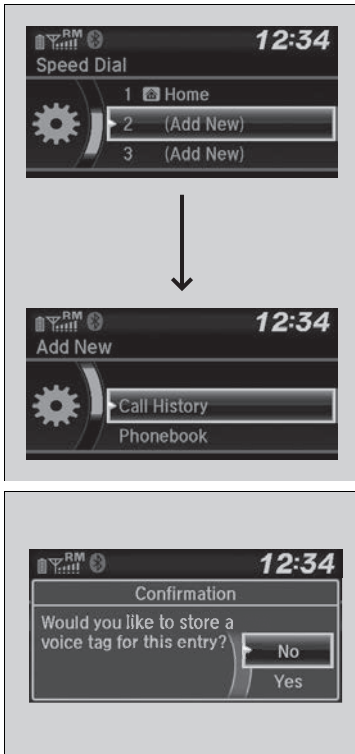 RM
12:34
Speed Dial
1 Home
2 (Add New)
3 (Add New)
RM
12:34
Add New
Call History
Phonebook
RM
12:34
Confirmation
Would you like to store a
voice tag for this entry?
No
Yes